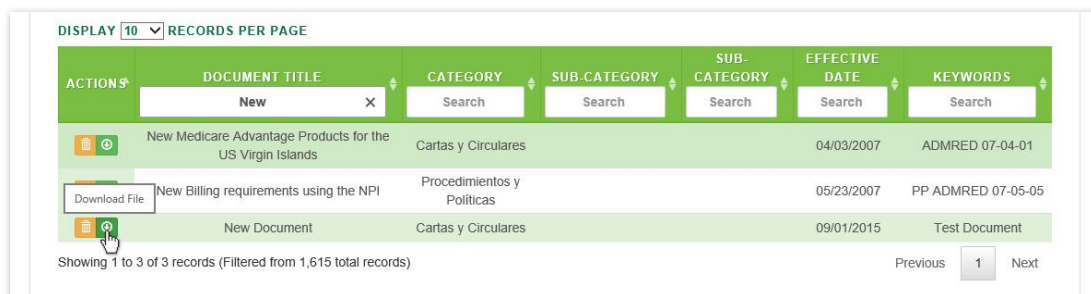 DISPLAY 10 RECORDS PER PAGE
ACTIONS DOCUMENT TITLE CATEGORY SUB-CATEGORY SUB-CATEGORY EFFECTIVE DATE KEYWORDS
New × Search Search Search Search Search
New Medicare Advantage Products for the US Virgin Islands Cartas y Circulares 04/03/2007 ADMRED 07-04-01
New Billing requirements using the NPI Procedimientos y Políticas 05/23/2007 PP ADMRED 07-05-05
Download File
New Document Cartas y Circulares 09/01/2015 Test Document
Showing 1 to 3 of 3 records (Filtered from 1,615 total records) Previous 1 Next